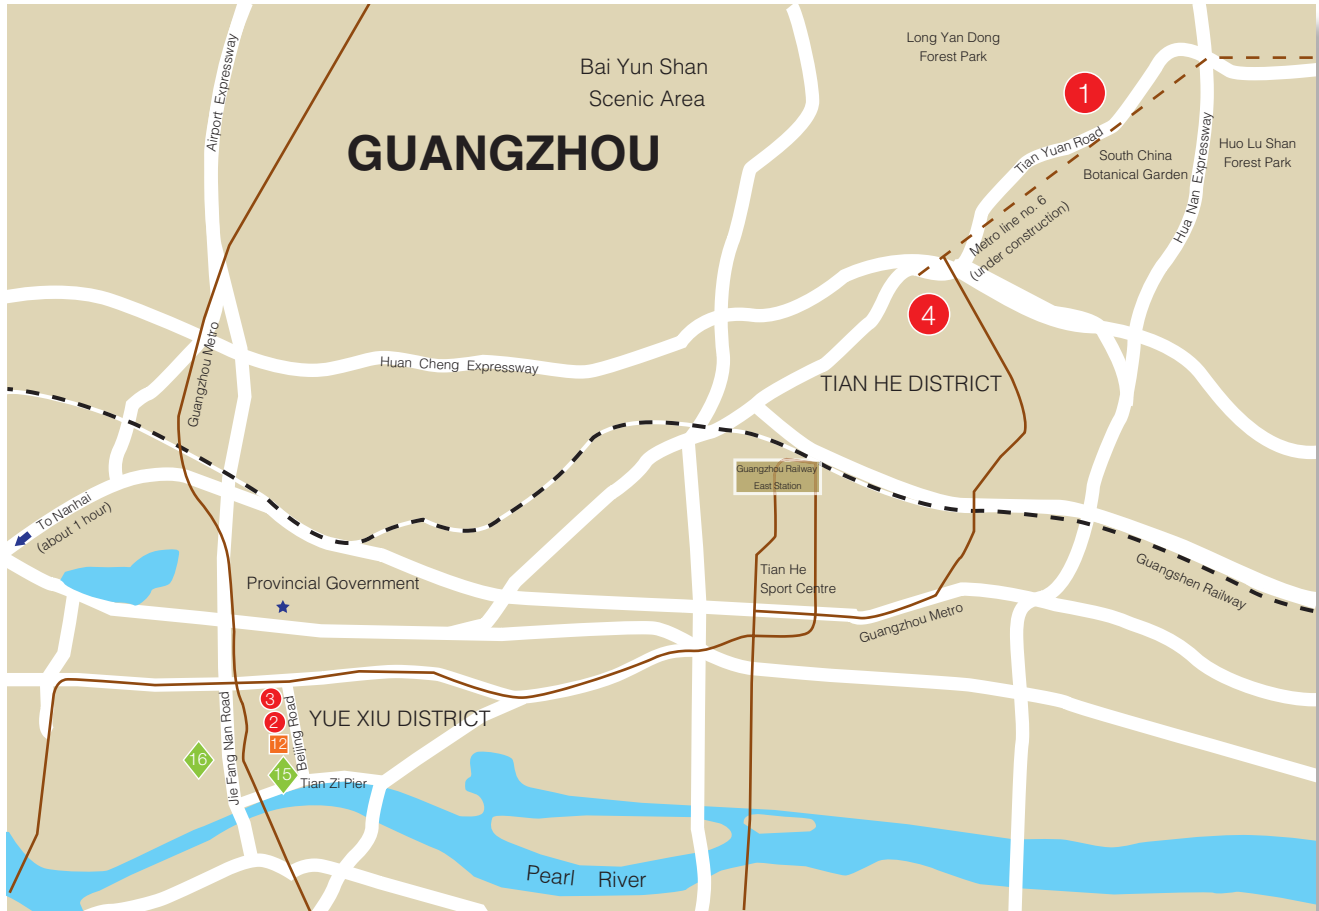 Long Yan Dong
Forest Park
Bai Yun Shan
Scenic Area
Airport Expressway
1
GUANGZHOU
Tian Yuan Road
South China
Botanical Garden
Huo Lu Shan
Forest Park
Hua Nan Expressway
Metro line no. 6
(under construction)
4
Guangzhou Metro
Huan Cheng Expressway
TIAN HE DISTRICT
Guangzhou Railway
East Station
To Nanhai
(about 1 hour)
Provincial Government
Tian He
Sport Centre
Guangshen Railway
Guangzhou Metro
3
2
12
16
15
Jie Fang Nan Road
Beijing Road
YUE XIU DISTRICT
Tian Zi Pier
Pearl River